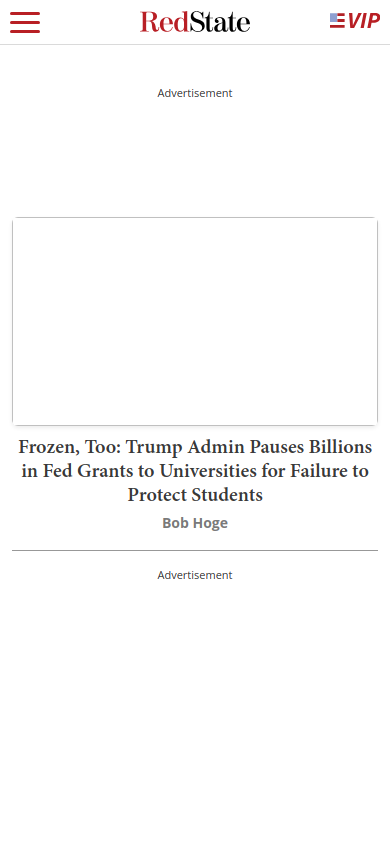 RedState
VIP
Advertisement
Frozen, Too: Trump Admin Pauses Billions
in Fed Grants to Universities for Failure to
Protect Students
Bob Hoge
Advertisement